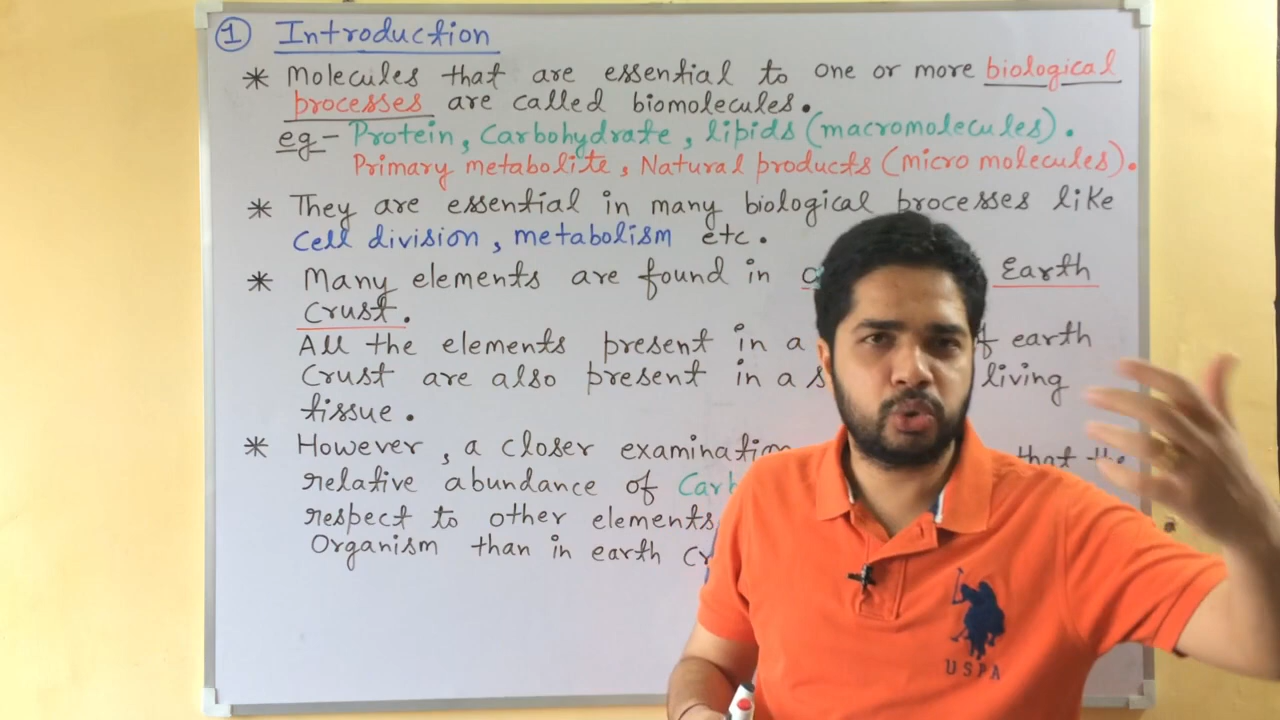 1 Introduction
* Molecules that are essential to one or more biological
processes are called biomolecules.
eg- Protein, Carbohydrate, lipids (macromolecules).
Primary metabolite, Natural products (micro molecules).
* They are essential in many biological processes like
Cell division, metabolism etc.
* Many elements are found in Earth
Crust.
All the elements present in a of earth
Crust are also present in a living
tissue.
* However, a closer examination that the
relative abundance of
respect to other elements
Organism than in earth
USPA